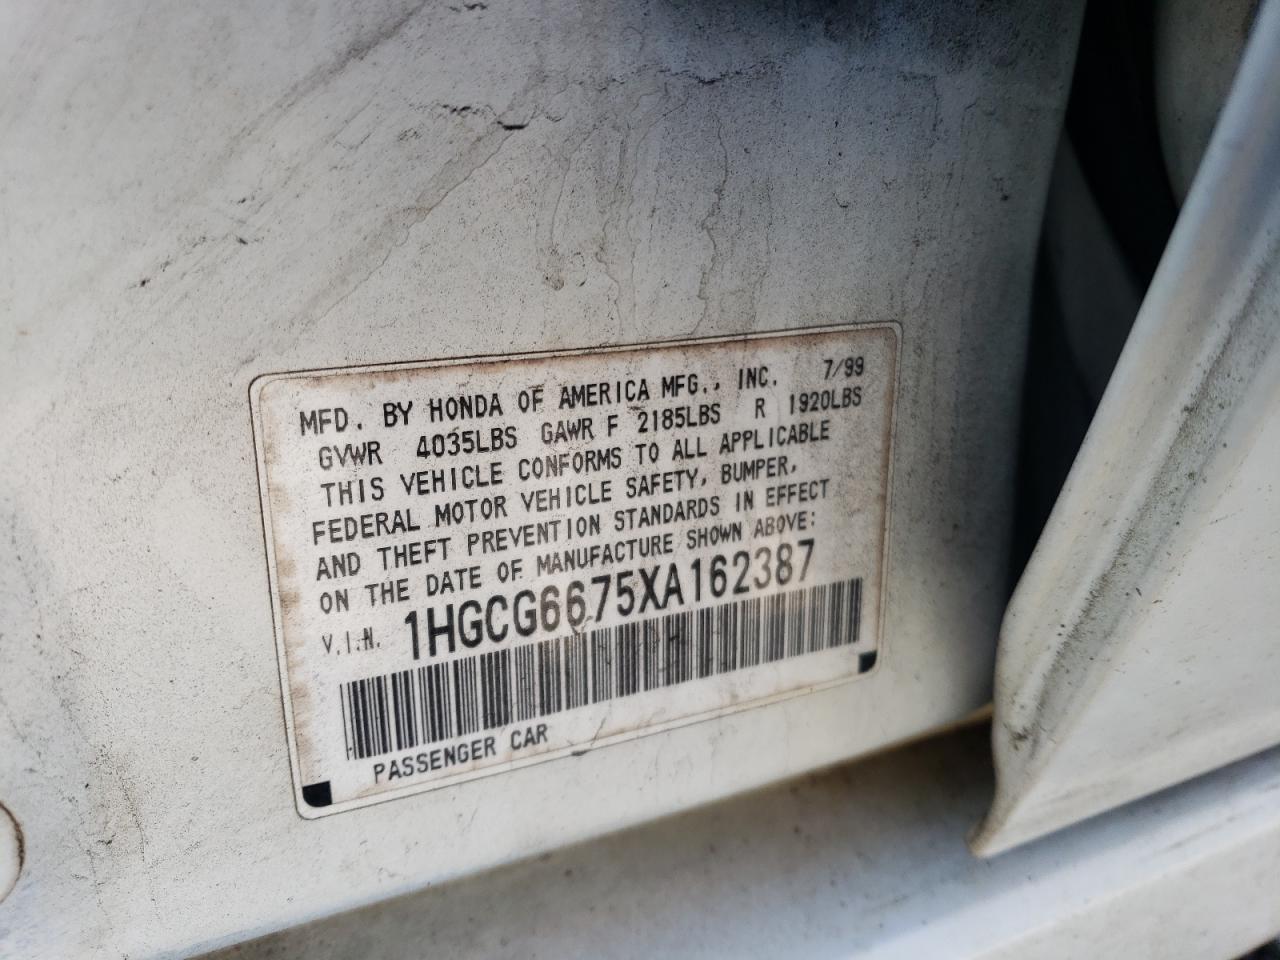 MFD. BY HONDA OF AMERICA MFG., INC. 7/99
GVWR 4035LBS GAWR F 2185LBS R 1920LBS
THIS VEHICLE CONFORMS TO ALL APPLICABLE
FEDERAL MOTOR VEHICLE SAFETY, BUMPER,
AND THEFT PREVENTION STANDARDS IN EFFECT
ON THE DATE OF MANUFACTURE SHOWN ABOVE:
V.I.N. 1HGCG6675XA162387
PASSENGER CAR